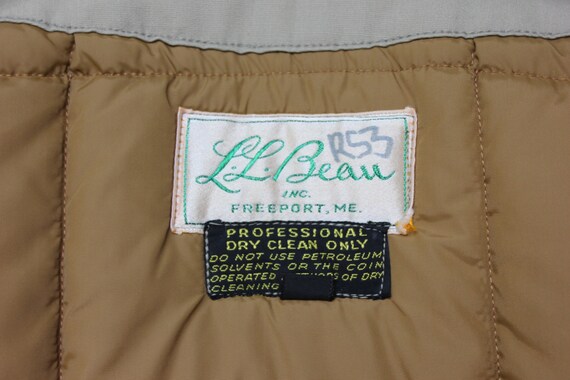 L.L. Bean R53
INC.
FREEPORT, ME.
PROFESSIONAL
DRY CLEAN ONLY
DO NOT USE PETROLEUM
SOLVENTS OR THE COIN
OPERATED OF DRY
CLEANING